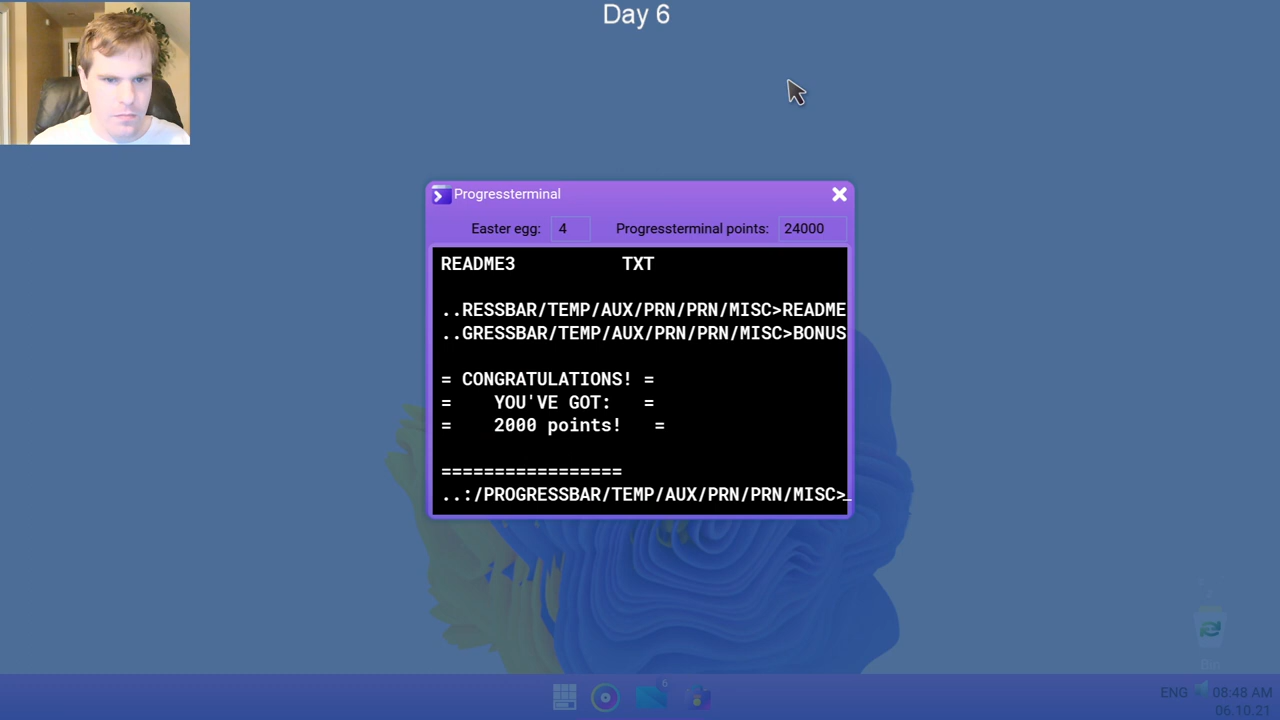 Day 6
Progressterminal
Easter egg: 4 Progressterminal points: 24000
README3 TXT
..RESSBAR/TEMP/AUX/PRN/PRN/MISC>README
..GRESSBAR/TEMP/AUX/PRN/PRN/MISC>BONUS
= CONGRATULATIONS! =
= YOU'VE GOT: =
= 2000 points! =
=================
..:/PROGRESSBAR/TEMP/AUX/PRN/PRN/MISC>_
Bin
6
ENG 08:48 AM
06.10.21